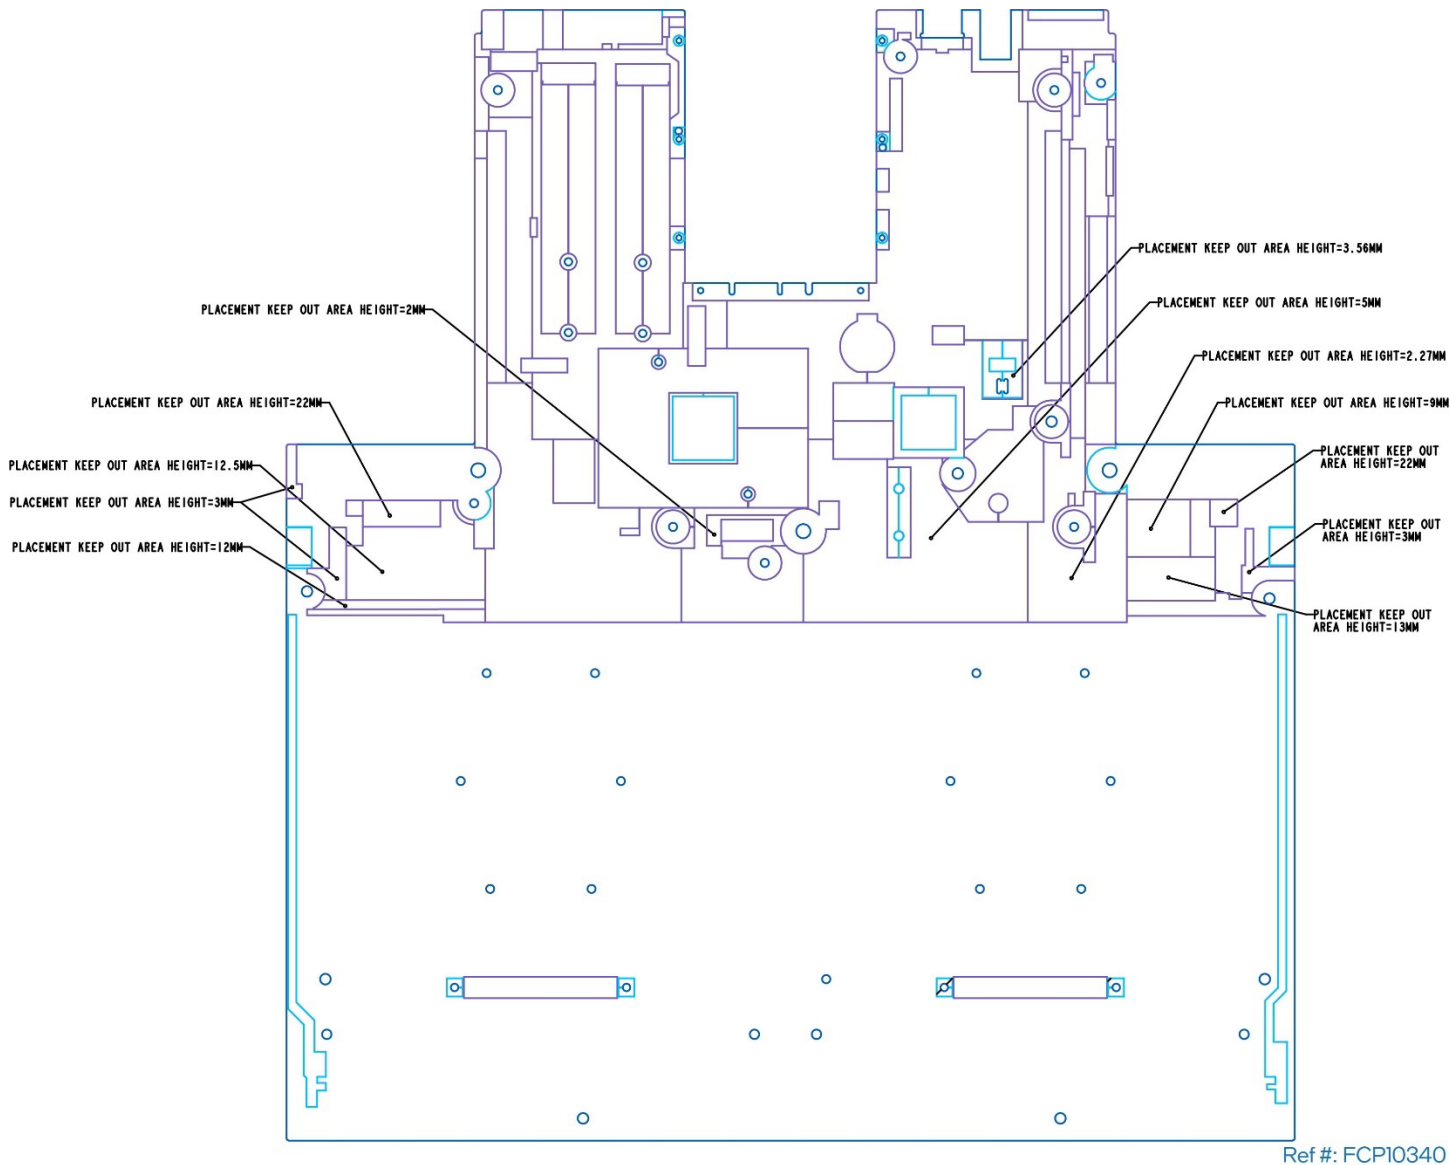 PLACEMENT KEEP OUT AREA HEIGHT=3.56MM
PLACEMENT KEEP OUT AREA HEIGHT=2MM
PLACEMENT KEEP OUT AREA HEIGHT=5MM
PLACEMENT KEEP OUT AREA HEIGHT=2.27MM
PLACEMENT KEEP OUT AREA HEIGHT=22MM
PLACEMENT KEEP OUT AREA HEIGHT=9MM
PLACEMENT KEEP OUT
AREA HEIGHT=22MM
PLACEMENT KEEP OUT AREA HEIGHT=12.5MM
PLACEMENT KEEP OUT AREA HEIGHT=3MM
PLACEMENT KEEP OUT
AREA HEIGHT=3MM
PLACEMENT KEEP OUT AREA HEIGHT=12MM
PLACEMENT KEEP OUT
AREA HEIGHT=13MM
Ref #: FCP10340